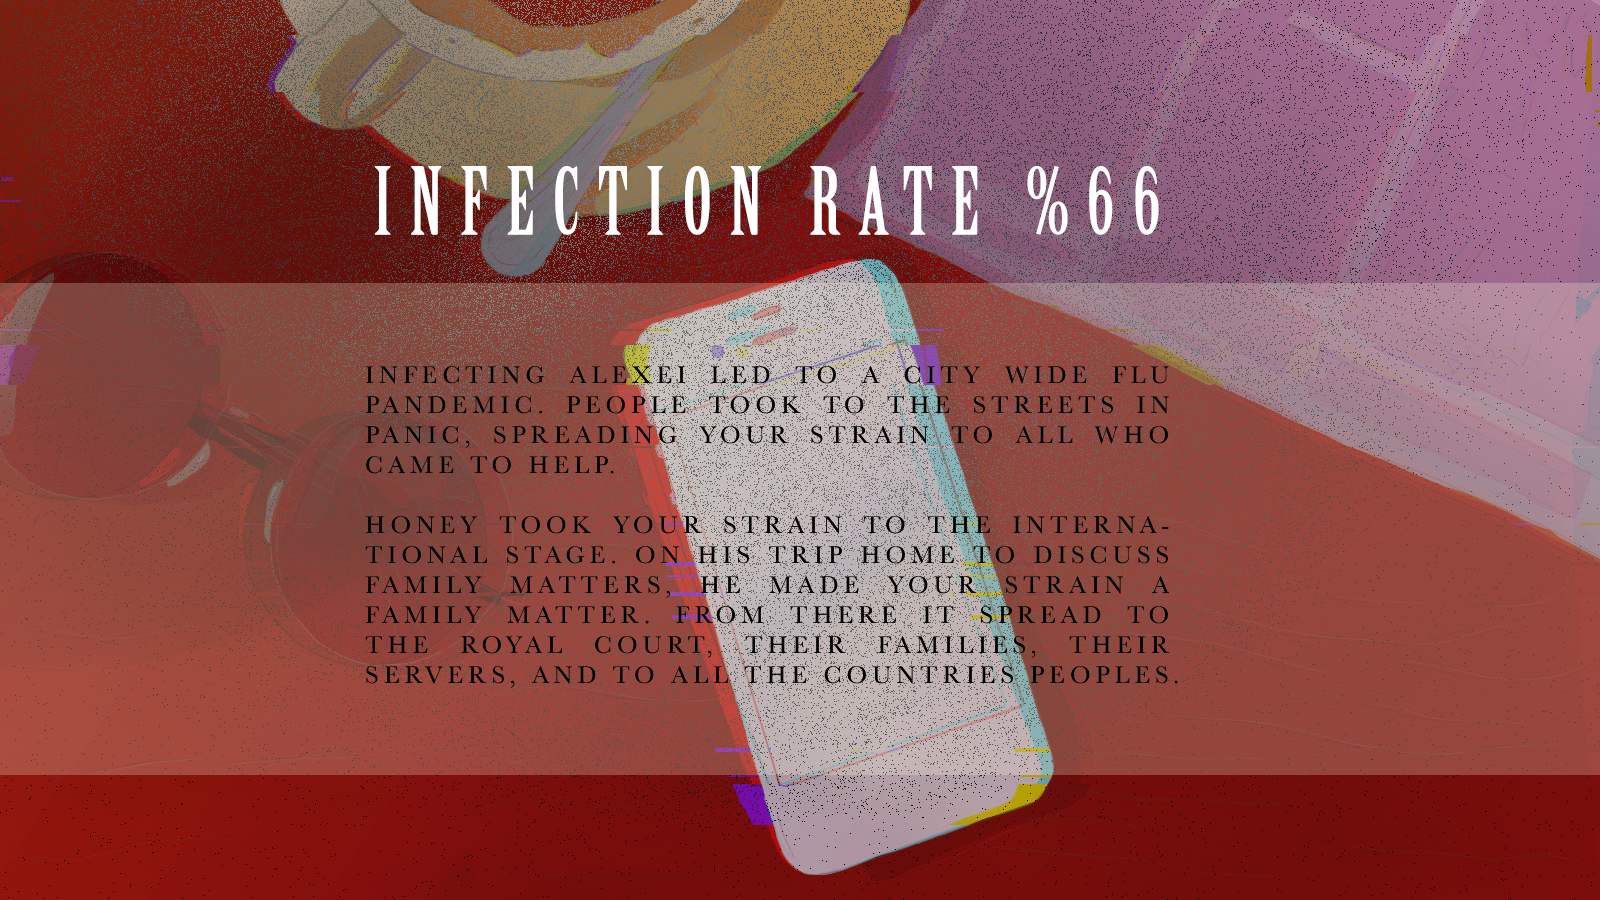 INFECTION RATE %66
INFECTING ALEXEI LED TO A CITY WIDE FLU
PANDEMIC. PEOPLE TOOK TO THE STREETS IN
PANIC, SPREADING YOUR STRAIN TO ALL WHO
CAME TO HELP.
HONEY TOOK YOUR STRAIN TO THE INTERNA-
TIONAL STAGE. ON HIS TRIP HOME TO DISCUSS
FAMILY MATTERS, HE MADE YOUR STRAIN A
FAMILY MATTER. FROM THERE IT SPREAD TO
THE ROYAL COURT, THEIR FAMILIES, THEIR
SERVERS, AND TO ALL THE COUNTRIES PEOPLES.